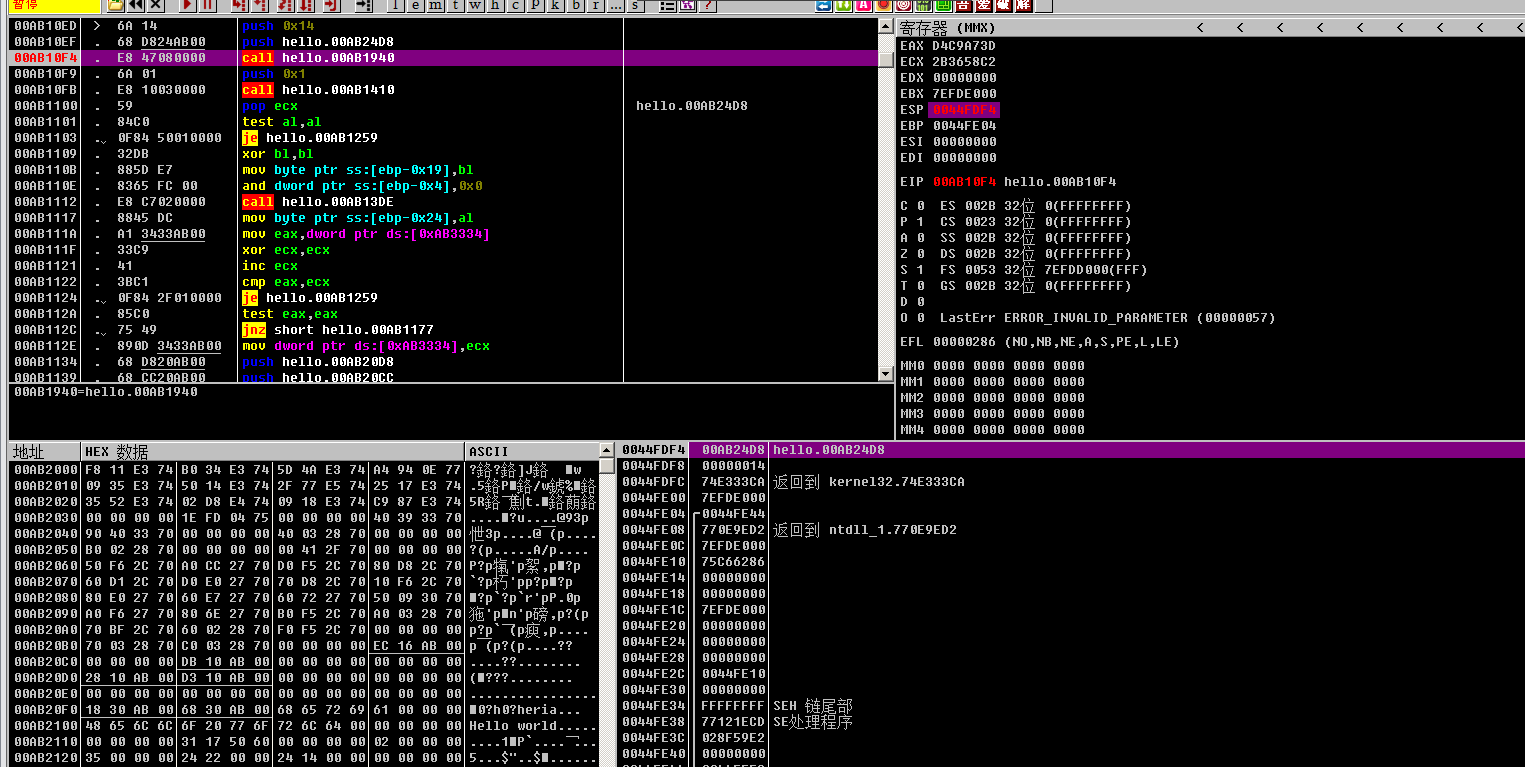 暂停
l e m t w h c P k b r ... s ?
00AB10ED > 6A 14 push 0x14
00AB10EF . 68 D824AB00 push hello.00AB24D8
00AB10F4 . E8 47080000 call hello.00AB1940
00AB10F9 . 6A 01 push 0x1
00AB10FB . E8 10030000 call hello.00AB1410
00AB1100 . 59 pop ecx hello.00AB24D8
00AB1101 . 84C0 test al,al
00AB1103 . 0F84 50010000 je hello.00AB1259
00AB1109 . 32DB xor bl,bl
00AB110B . 885D E7 mov byte ptr ss:[ebp-0x19],bl
00AB110E . 8365 FC 00 and dword ptr ss:[ebp-0x4],0x0
00AB1112 . E8 C7020000 call hello.00AB13DE
00AB1117 . 8845 DC mov byte ptr ss:[ebp-0x24],al
00AB111A . A1 3433AB00 mov eax,dword ptr ds:[0xAB3334]
00AB111F . 33C9 xor ecx,ecx
00AB1121 . 41 inc ecx
00AB1122 . 3BC1 cmp eax,ecx
00AB1124 . 0F84 2F010000 je hello.00AB1259
00AB112A . 85C0 test eax,eax
00AB112C . 75 49 jnz short hello.00AB1177
00AB112E . 890D 3433AB00 mov dword ptr ds:[0xAB3334],ecx
00AB1134 . 68 D820AB00 push hello.00AB20D8
00AB1139 . 68 CC20AB00 push hello.00AB20CC
00AB1940=hello.00AB1940
寄存器 (MMX) < < < < < < < < <
EAX D4C9A73D
ECX 2B3658C2
EDX 00000000
EBX 7EFDE000
ESP 0044FDF4
EBP 0044FE04
ESI 00000000
EDI 00000000
EIP 00AB10F4 hello.00AB10F4
C 0 ES 002B 32位 0(FFFFFFFF)
P 1 CS 0023 32位 0(FFFFFFFF)
A 0 SS 002B 32位 0(FFFFFFFF)
Z 0 DS 002B 32位 0(FFFFFFFF)
S 1 FS 0053 32位 7EFDD000(FFF)
T 0 GS 002B 32位 0(FFFFFFFF)
D 0
O 0 LastErr ERROR_INVALID_PARAMETER (00000057)
EFL 00000286 (NO,NB,NE,A,S,PE,L,LE)
MM0 0000 0000 0000 0000
MM1 0000 0000 0000 0000
MM2 0000 0000 0000 0000
MM3 0000 0000 0000 0000
MM4 0000 0000 0000 0000
地址 HEX 数据 ASCII
00AB2000 F8 11 E3 74 B0 34 E3 74 5D 4A E3 74 A4 94 0E 77
00AB2010 09 35 E3 74 50 14 E3 74 2F 77 E5 74 25 17 E3 74
00AB2020 35 52 E3 74 02 D8 E4 74 09 18 E3 74 C9 87 E3 74
00AB2030 00 00 00 00 1E FD 04 75 00 00 00 00 40 39 33 70
00AB2040 90 40 33 70 00 00 00 00 40 03 28 70 00 00 00 00
00AB2050 B0 02 28 70 00 00 00 00 00 41 2F 70 00 00 00 00
00AB2060 50 F6 2C 70 A0 CC 27 70 D0 F5 2C 70 80 D8 2C 70
00AB2070 60 D1 2C 70 D0 E0 27 70 70 D8 2C 70 10 F6 2C 70
00AB2080 80 E0 27 70 60 E7 27 70 60 72 27 70 50 09 30 70
00AB2090 A0 F6 27 70 80 6E 27 70 B0 F5 2C 70 A0 03 28 70
00AB20A0 70 BF 2C 70 60 02 28 70 F0 F5 2C 70 00 00 00 00
00AB20B0 70 03 28 70 C0 03 28 70 00 00 00 00 EC 16 AB 00
00AB20C0 00 00 00 00 DB 10 AB 00 00 00 00 00 00 00 00 00 ....??........
00AB20D0 28 10 AB 00 D3 10 AB 00 00 00 00 00 00 00 00 00
00AB20E0 00 00 00 00 00 00 00 00 00 00 00 00 00 00 00 00 ................
00AB20F0 18 30 AB 00 68 30 AB 00 68 65 72 69 61 00 00 00 0?h0?heria...
00AB2100 48 65 6C 6C 6F 20 77 6F 72 6C 64 00 00 00 00 00 Hello world.....
00AB2110 00 00 00 00 31 17 50 60 00 00 00 00 02 00 00 00
00AB2120 35 00 00 00 24 22 00 00 24 14 00 00 00 00 00 00
0044FDF4 00AB24D8 hello.00AB24D8
0044FDF8 00000014
0044FDFC 74E333CA 返回到 kernel32.74E333CA
0044FE00 7EFDE000
0044FE04 0044FE44
0044FE08 770E9ED2 返回到 ntdll_1.770E9ED2
0044FE0C 7EFDE000
0044FE10 75C66286
0044FE14 00000000
0044FE18 00000000
0044FE1C 7EFDE000
0044FE20 00000000
0044FE24 00000000
0044FE28 00000000
0044FE2C 0044FE10
0044FE30 00000000
0044FE34 FFFFFFFF SEH 链尾部
0044FE38 77121ECD SE处理程序
0044FE3C 028F59E2
0044FE40 00000000